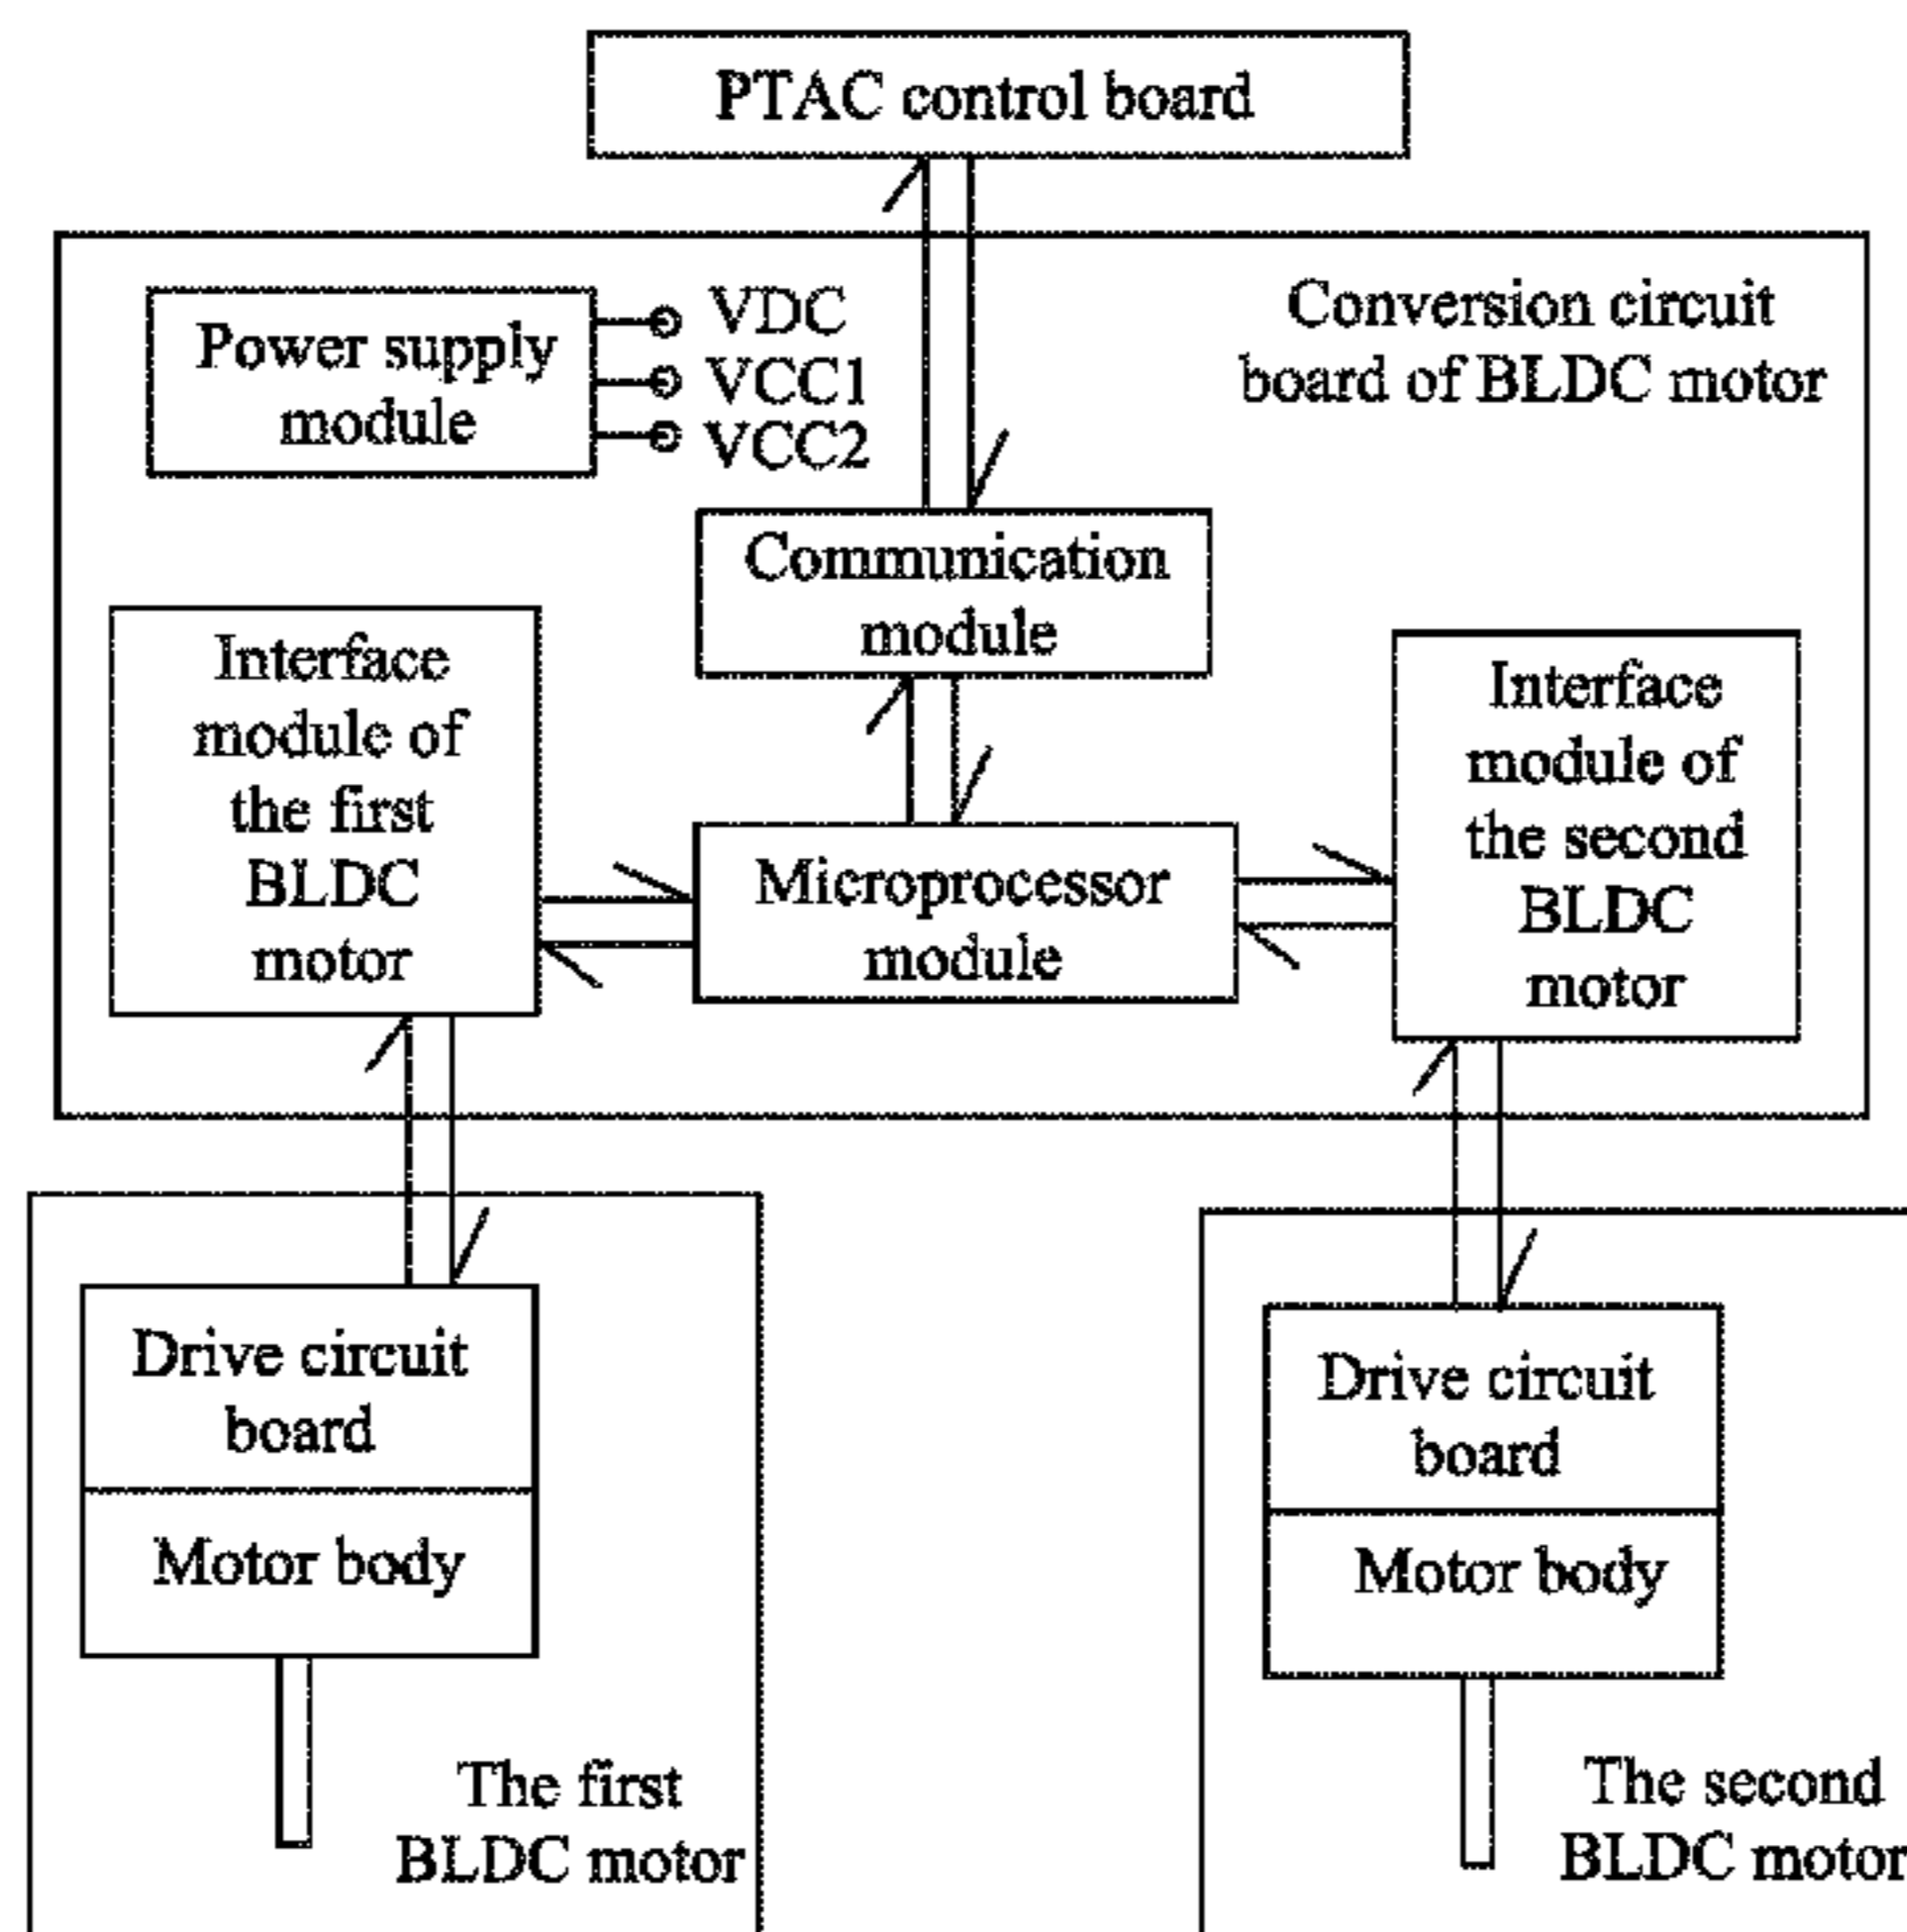 PTAC control board
Conversion circuit
board of BLDC motor
Power supply
module
VDC
VCC1
VCC2
Communication
module
Interface
module of
the first
BLDC
motor
Microprocessor
module
Interface
module of
the second
BLDC
motor
Drive circuit
board
Motor body
The first
BLDC motor
Drive circuit
board
Motor body
The second
BLDC motor